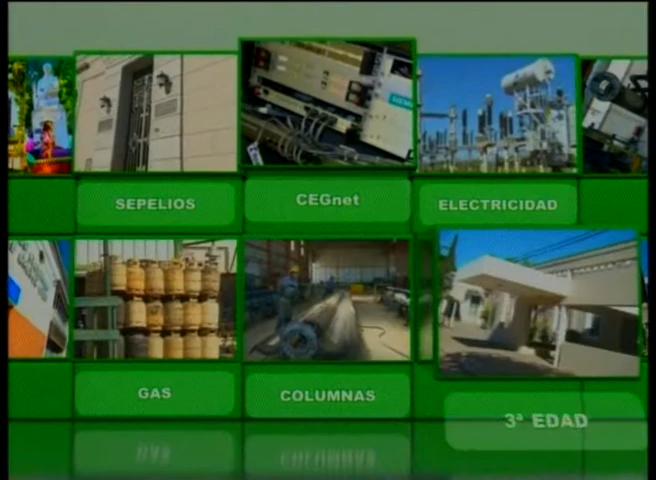 SEPELIOS
CEGnet
ELECTRICIDAD
GAS
COLUMNAS
3ª EDAD